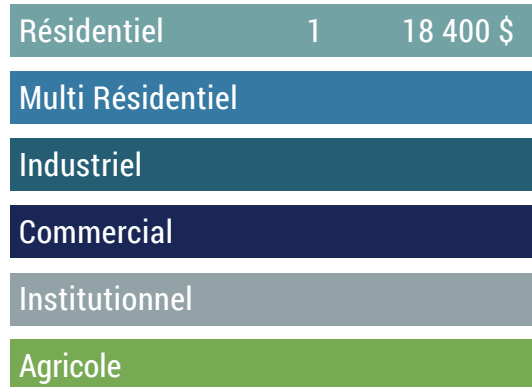 Résidentiel 1 18 400 $
Multi Résidentiel
Industriel
Commercial
Institutionnel
Agricole